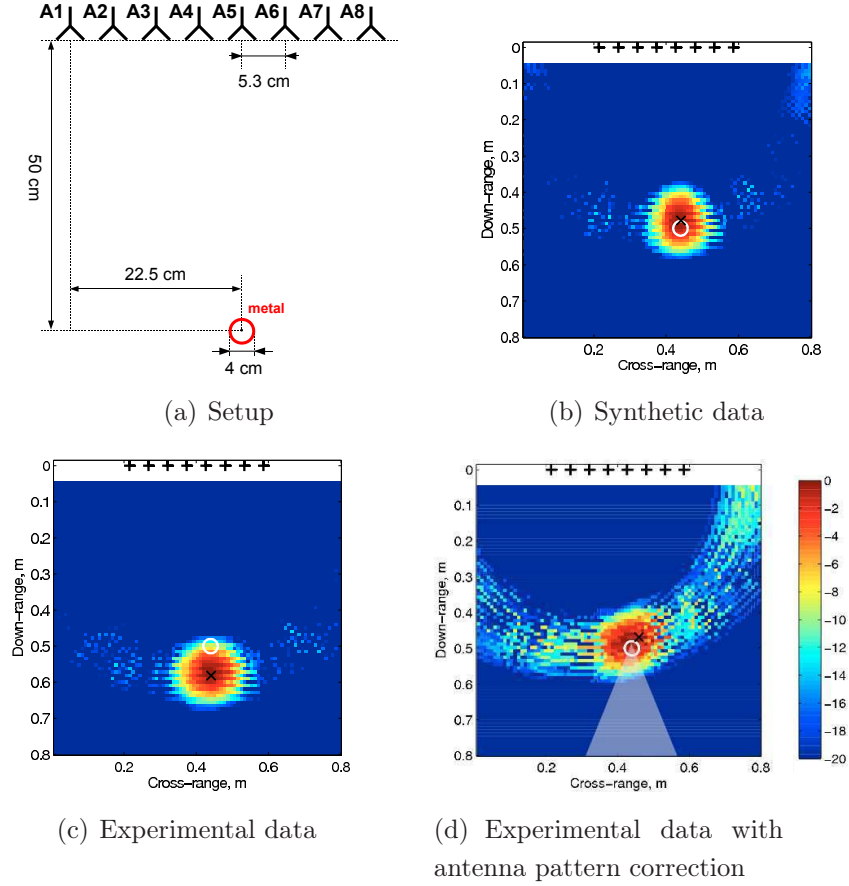 A1 A2 A3 A4 A5 A6 A7 A8
5.3 cm
50 cm
22.5 cm
metal
4 cm
(a) Setup
0
0.1
0.2
0.3
0.4
0.5
0.6
0.7
0.8
Down-range, m
0.2 0.4 0.6 0.8
Cross-range, m
(b) Synthetic data
0
0.1
0.2
0.3
0.4
0.5
0.6
0.7
0.8
Down-range, m
0.2 0.4 0.6 0.8
Cross-range, m
(c) Experimental data
0
0.1
0.2
0.3
0.4
0.5
0.6
0.7
0.8
Down-range, m
0.2 0.4 0.6 0.8
Cross-range, m
0
-2
-4
-6
-8
-10
-12
-14
-16
-18
-20
(d) Experimental data with
antenna pattern correction